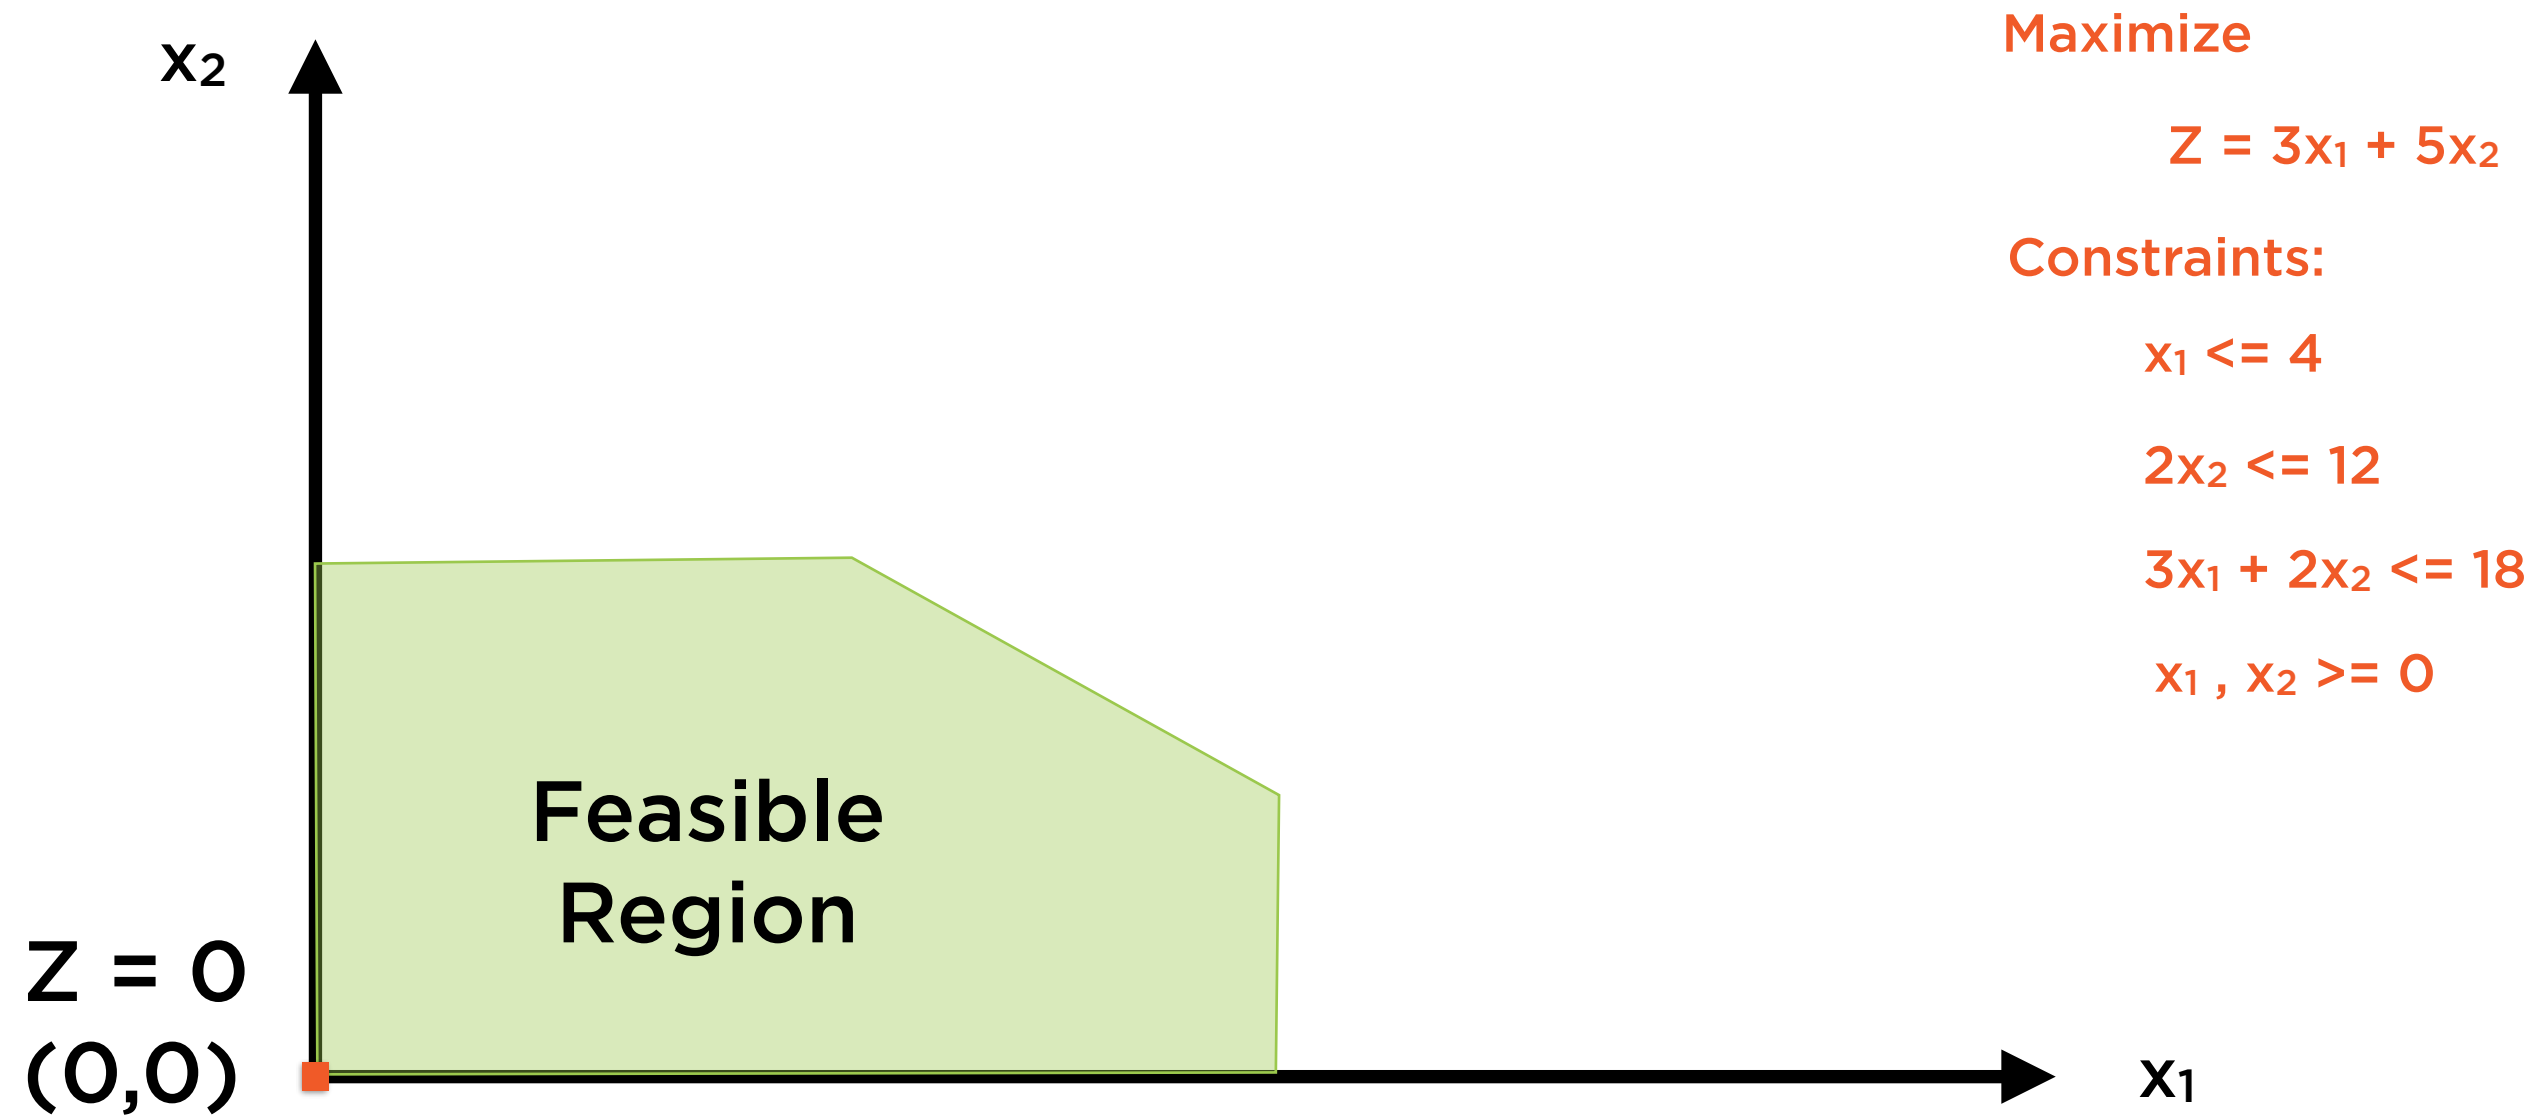 x₂
Maximize
Z = 3x₁ + 5x₂
Constraints:
x₁ <= 4
2x₂ <= 12
3x₁ + 2x₂ <= 18
x₁ , x₂ >= 0
Feasible
Region
Z = 0
(0,0)
x₁